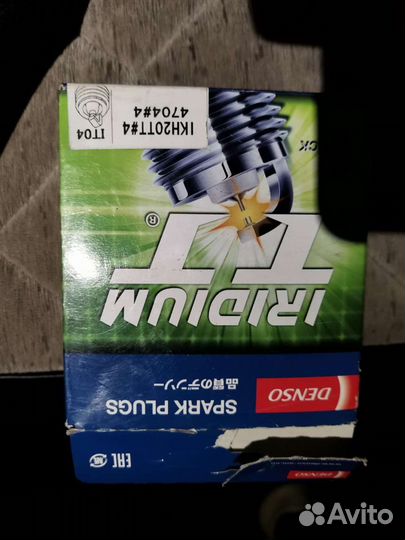 DENSO
EAC
DENSO
SPARK PLUGS
品質のデンソー
IRIDIUM
TT®
IKH20TT#4
4704#4
IT04
Avito